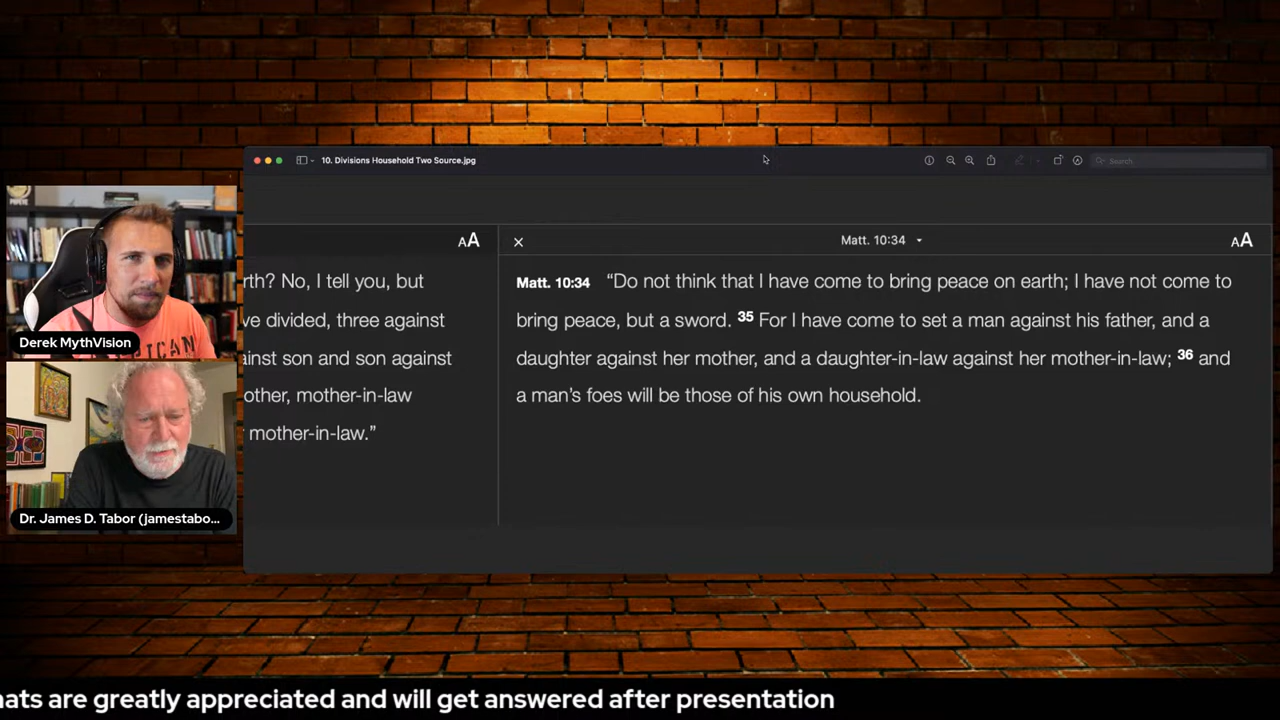 10. Divisions Household Two Source.jpg
Search
AA
rth? No, I tell you, but
divided, three against
ainst son and son against
other, mother-in-law
mother-in-law.”
Matt. 10:34
AA
Matt. 10:34 “Do not think that I have come to bring peace on earth; I have not come to
bring peace, but a sword. 35 For I have come to set a man against his father, and a
daughter against her mother, and a daughter-in-law against her mother-in-law; 36 and
a man’s foes will be those of his own household.
Derek MythVision
Dr. James D. Tabor (jamestabo...
hats are greatly appreciated and will get answered after presentation